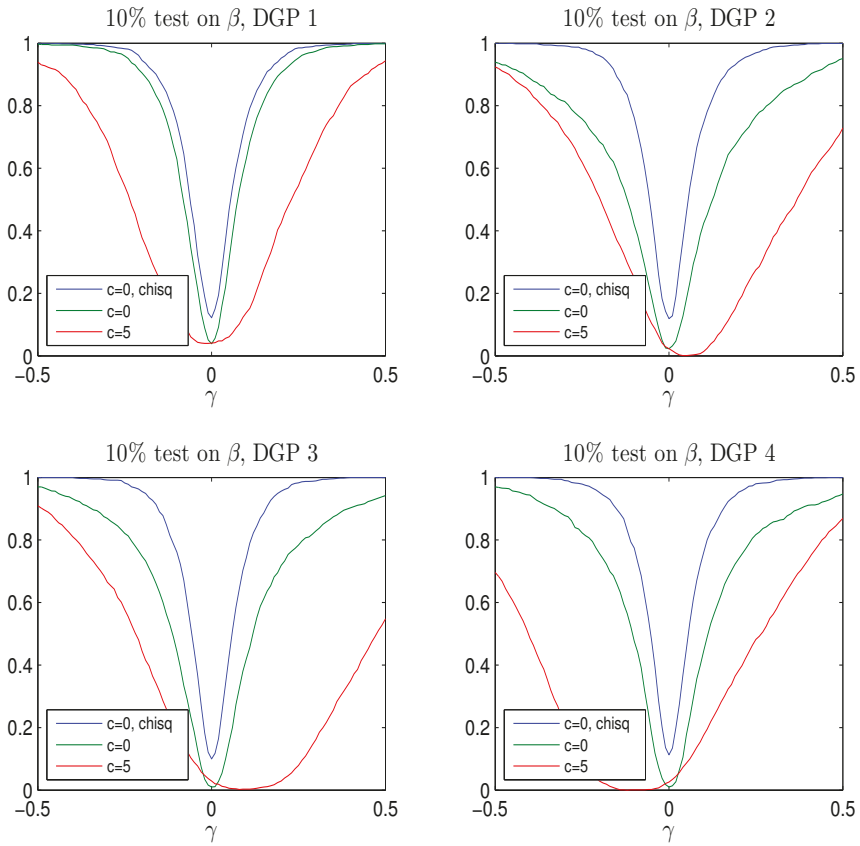 10% test on β, DGP 1
1
0.8
0.6
0.4
0.2
0
c=0, chisq
c=0
c=5
−0.5
0
0.5
γ
10% test on β, DGP 2
1
0.8
0.6
0.4
0.2
0
c=0, chisq
c=0
c=5
−0.5
0
0.5
γ
10% test on β, DGP 3
1
0.8
0.6
0.4
0.2
0
c=0, chisq
c=0
c=5
−0.5
0
0.5
γ
10% test on β, DGP 4
1
0.8
0.6
0.4
0.2
0
c=0, chisq
c=0
c=5
−0.5
0
0.5
γ